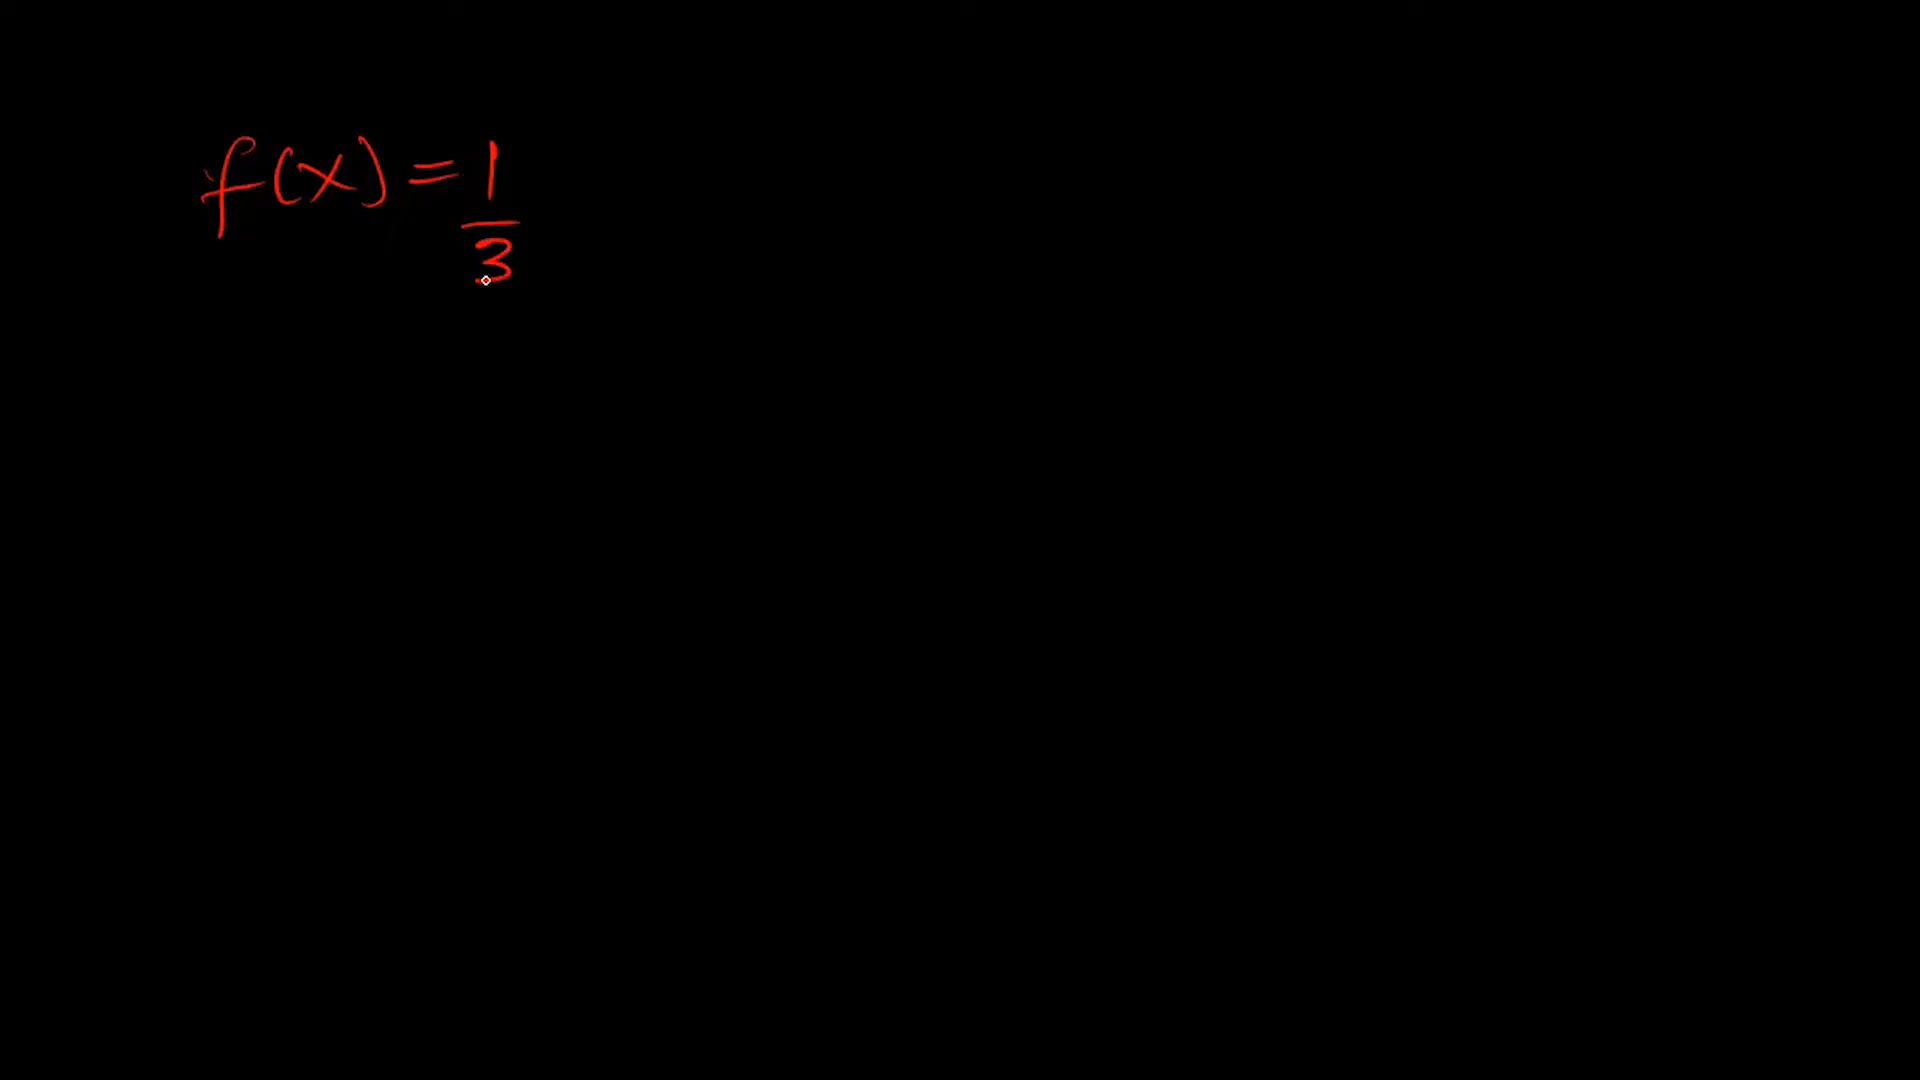 f(x) = 1/3